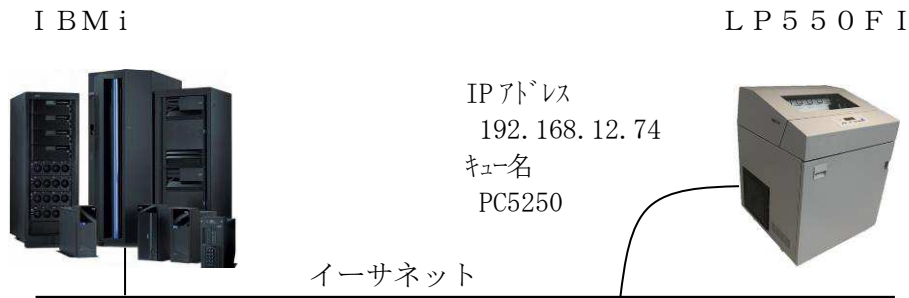 ＩＢＭｉ
ＬＰ５５０ＦＩ
IPｱﾄﾞﾚｽ
192.168.12.74
ｷｭｰ名
PC5250
イーサネット